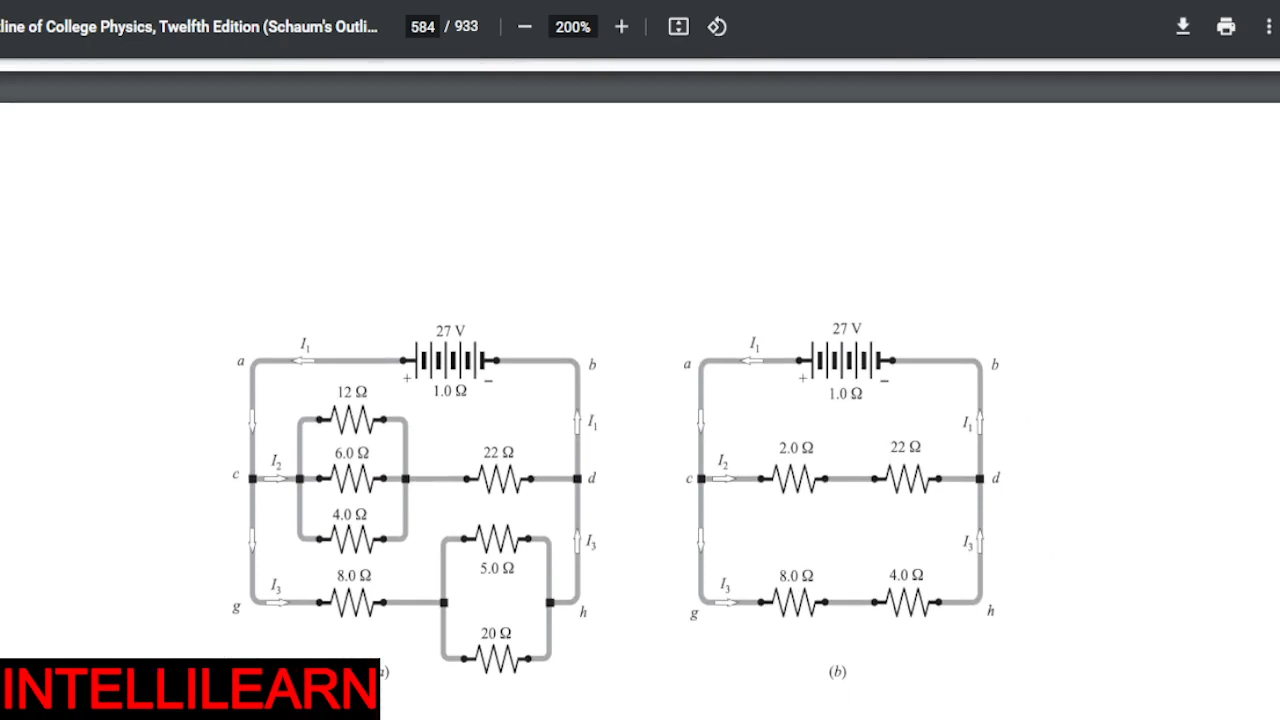 line of College Physics, Twelfth Edition (Schaum's Outli... 584 / 933 — 200% +
27 V 27 V
I1 I1
a b a b
+ − + −
1.0 Ω 1.0 Ω
12 Ω
I1 I1
6.0 Ω 22 Ω 2.0 Ω 22 Ω
c I2 d c I2 d
4.0 Ω
I3 I3
5.0 Ω
8.0 Ω 8.0 Ω 4.0 Ω
I3 I3
g h g h
20 Ω
a) (b)
INTELLILEARN